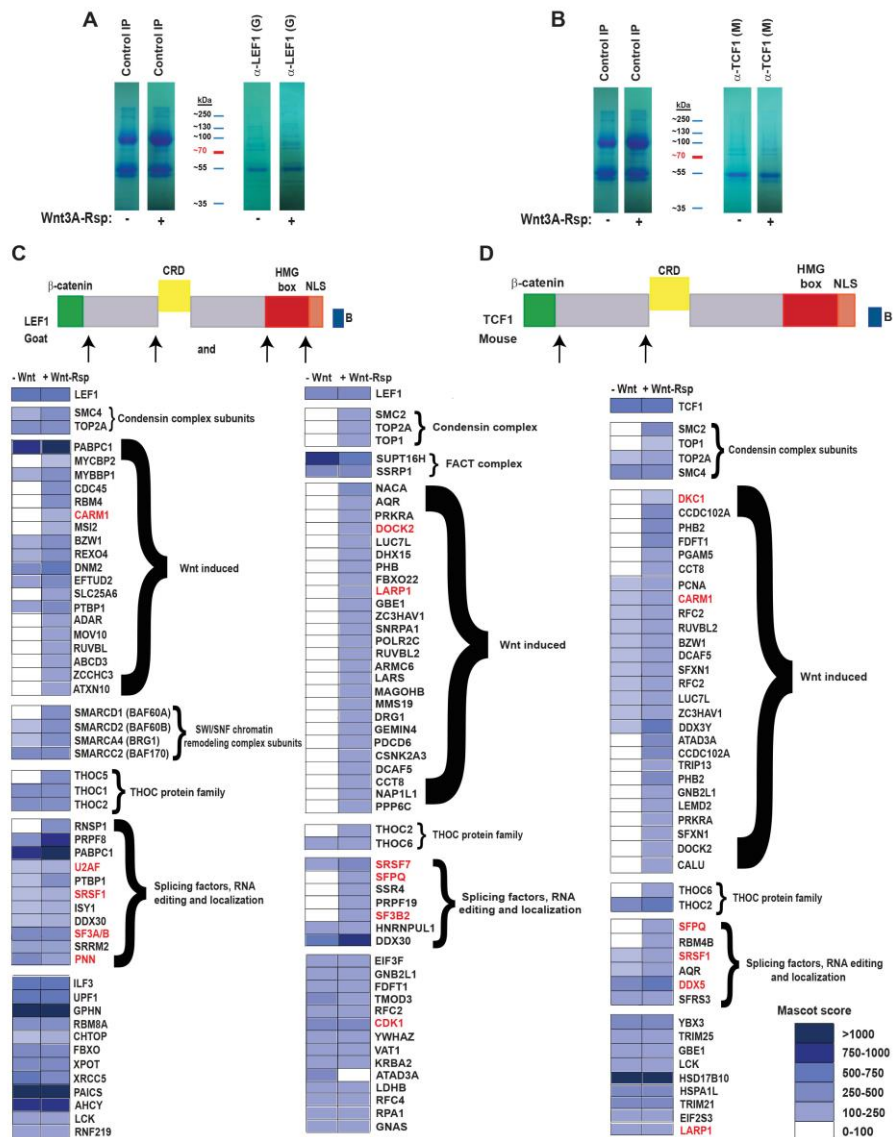 A
B
Control IP
Control IP
α-LEF1 (G)
α-LEF1 (G)
Control IP
Control IP
α-TCF1 (M)
α-TCF1 (M)
kDa
~250
~130
~100
~70
~55
~35
kDa
~250
~130
~100
~70
~55
~35
Wnt3A-Rsp: - + - +
Wnt3A-Rsp: - + - +
C
β-catenin
CRD
HMG box
NLS
LEF1
Goat
B
and
D
β-catenin
CRD
HMG box
NLS
TCF1
Mouse
B
- Wnt + Wnt-Rsp
LEF1
SMC4
TOP2A
Condensin complex subunits
PABPC1
MYCBP2
MYBBP1
CDC45
RBM4
CARM1
MSI2
BZW1
REXO4
DNM2
EFTUD2
SLC25A6
PTBP1
ADAR
MOV10
RUVBL
ABCD3
ZCCHC3
ATXN10
Wnt induced
SMARCD1 (BAF60A)
SMARCD2 (BAF60B)
SMARCA4 (BRG1)
SMARCC2 (BAF170)
SWI/SNF chromatin
remodeling complex subunits
THOC5
THOC1
THOC2
THOC protein family
RNSP1
PRPF8
PABPC1
U2AF
PTBP1
SRSF1
ISY1
DDX30
SF3A/B
SRRM2
PNN
Splicing factors, RNA
editing and localization
ILF3
UPF1
GPHN
RBM8A
CHTOP
FBXO
XPOT
XRCC5
PAICS
AHCY
LCK
RNF219
- Wnt + Wnt-Rsp
LEF1
SMC2
TOP2A
TOP1
Condensin complex
SUPT16H
SSRP1
FACT complex
NACA
AQR
PRKRA
DOCK2
LUC7L
DHX15
PHB
FBXO22
LARP1
GBE1
ZC3HAV1
SNRPA1
POLR2C
RUVBL2
ARMC6
LARS
MAGOHB
MMS19
DRG1
GEMIN4
PDCD6
CSNK2A3
DCAF5
CCT8
NAP1L1
PPP6C
Wnt induced
THOC2
THOC6
THOC protein family
SRSF7
SFPQ
SSR4
PRPF19
SF3B2
HNRNPUL1
DDX30
Splicing factors, RNA
editing and localization
EIF3F
GNB2L1
FDFT1
TMOD3
RFC2
CDK1
YWHAZ
VAT1
KRBA2
ATAD3A
LDHB
RFC4
RPA1
GNAS
- Wnt + Wnt-Rsp
TCF1
SMC2
TOP1
TOP2A
SMC4
Condensin complex subunits
DKC1
CCDC102A
PHB2
FDFT1
PGAM5
CCT8
PCNA
CARM1
RFC2
RUVBL2
BZW1
DCAF5
SFXN1
RFC2
LUC7L
ZC3HAV1
DDX3Y
ATAD3A
CCDC102A
TRIP13
PHB2
GNB2L1
LEMD2
PRKRA
SFXN1
DOCK2
CALU
Wnt induced
THOC6
THOC2
THOC protein family
SFPQ
RBM4B
SRSF1
AQR
DDX5
SFRS3
Splicing factors, RNA editing
and localization
YBX3
TRIM25
GBE1
LCK
HSD17B10
HSPA1L
TRIM21
EIF2S3
LARP1
Mascot score
>1000
750-1000
500-750
250-500
100-250
0-100